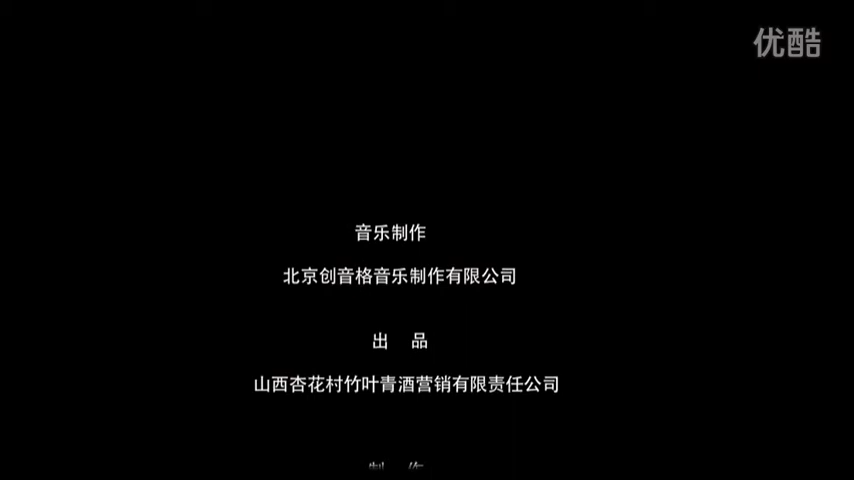 优酷
音乐制作
北京创音格音乐制作有限公司
出 品
山西杏花村竹叶青酒营销有限责任公司
制 作